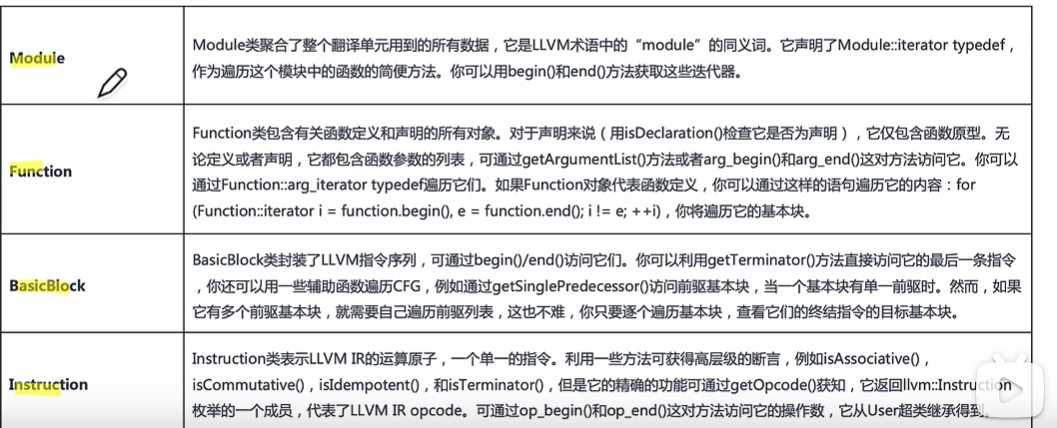 Module
Module类聚合了整个翻译单元用到的所有数据，它是LLVM术语中的“module”的同义词。它声明了Module::iterator typedef，
作为遍历这个模块中的函数的简便方法。你可以用begin()和end()方法获取这些迭代器。
Function
Function类包含有关函数定义和声明的所有对象。对于声明来说（用isDeclaration()检查它是否为声明），它仅包含函数原型。无
论定义或者声明，它都包含函数参数的列表，可通过getArgumentList()方法或者arg_begin()和arg_end()这对方法访问它。你可以
通过Function::arg_iterator typedef遍历它们。如果Function对象代表函数定义，你可以通过这样的语句遍历它的内容：for
(Function::iterator i = function.begin(), e = function.end(); i != e; ++i)，你将遍历它的基本块。
BasicBlock
BasicBlock类封装了LLVM指令序列，可通过begin()/end()访问它们。你可以利用getTerminator()方法直接访问它的最后一条指令
，你还可以用一些辅助函数遍历CFG，例如通过getSinglePredecessor()访问前驱基本块，当一个基本块有单一前驱时。然而，如果
它有多个前驱基本块，就需要自己遍历前驱列表，这也不难，你只要逐个遍历基本块，查看它们的终结指令的目标基本块。
Instruction
Instruction类表示LLVM IR的运算原子，一个单一的指令。利用一些方法可获得高层级的断言，例如isAssociative()，
isCommutative()，isIdempotent()，和isTerminator()，但是它的精确的功能可通过getOpcode()获知，它返回llvm::Instruction
枚举的一个成员，代表了LLVM IR opcode。可通过op_begin()和op_end()这对方法访问它的操作数，它从User超类继承得到。